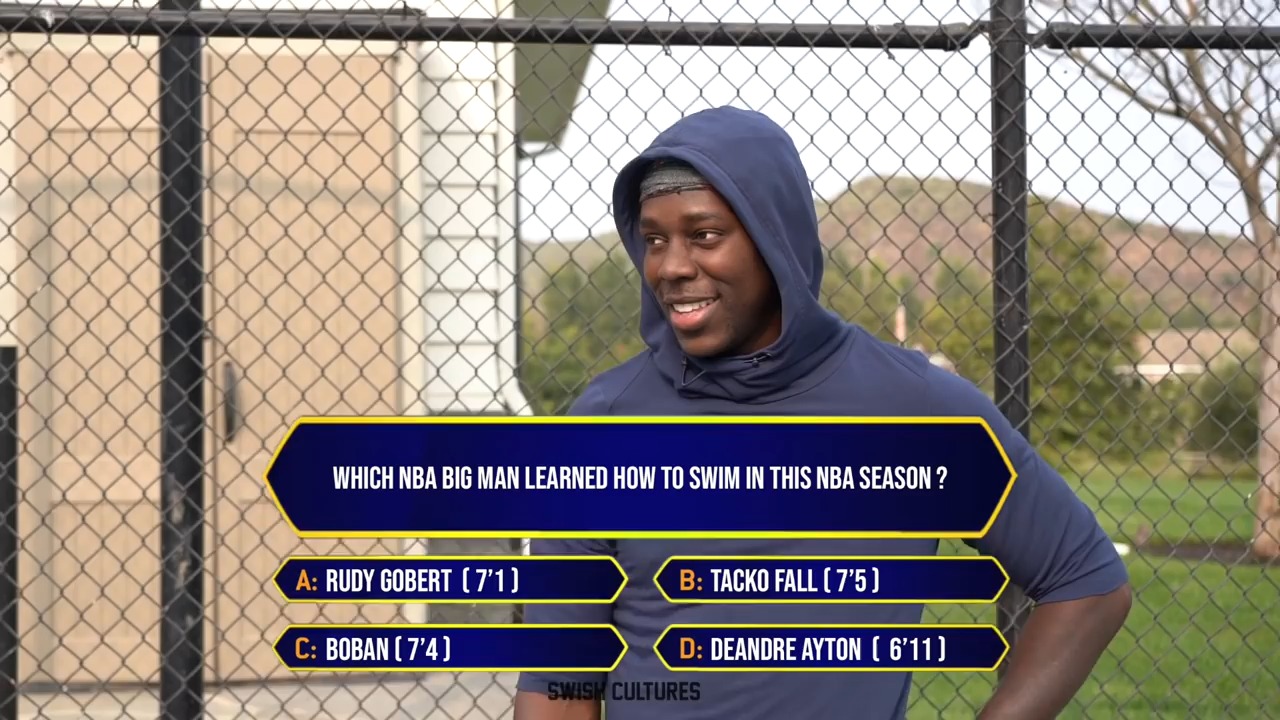 WHICH NBA BIG MAN LEARNED HOW TO SWIM IN THIS NBA SEASON ?
A: RUDY GOBERT ( 7'1 )
B: TACKO FALL ( 7'5 )
C: BOBAN ( 7'4 )
D: DEANDRE AYTON ( 6'11 )
SWISH CULTURES